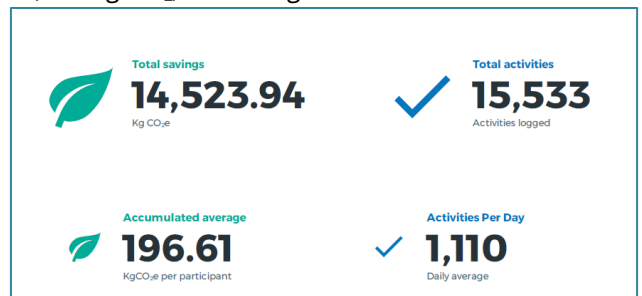 Total savings
14,523.94
Kg CO₂e
Total activities
15,533
Activities logged
Accumulated average
196.61
KgCO₂e per participant
Activities Per Day
1,110
Daily average